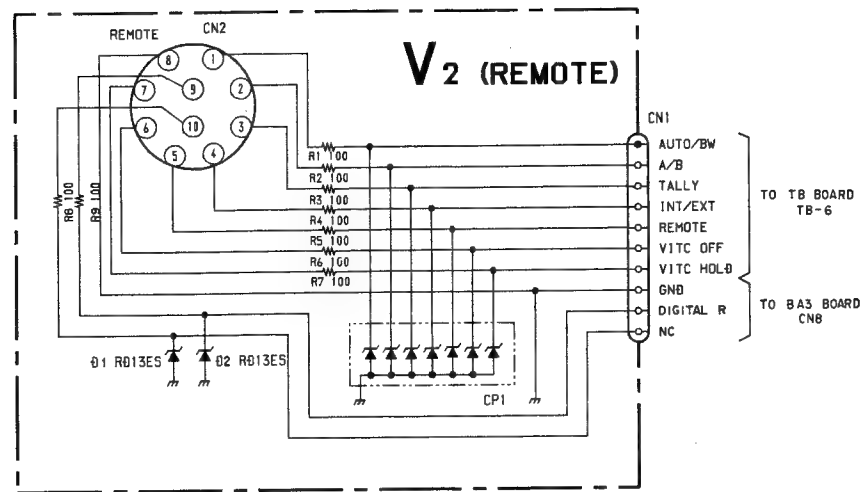 REMOTE
CN2
V2 (REMOTE)
8
1
7
9
2
6
10
3
5
4
CN1
R1 100
R2 100
R3 100
R4 100
R5 100
R6 100
R7 100
R8 100
R9 100
AUTO/BW
A/B
TALLY
INT/EXT
REMOTE
VITC OFF
VITC HOLD
GND
DIGITAL R
NC
TO TB BOARD
TB-6
TO BA3 BOARD
CN8
D1 RD13ES
D2 RD13ES
CP1